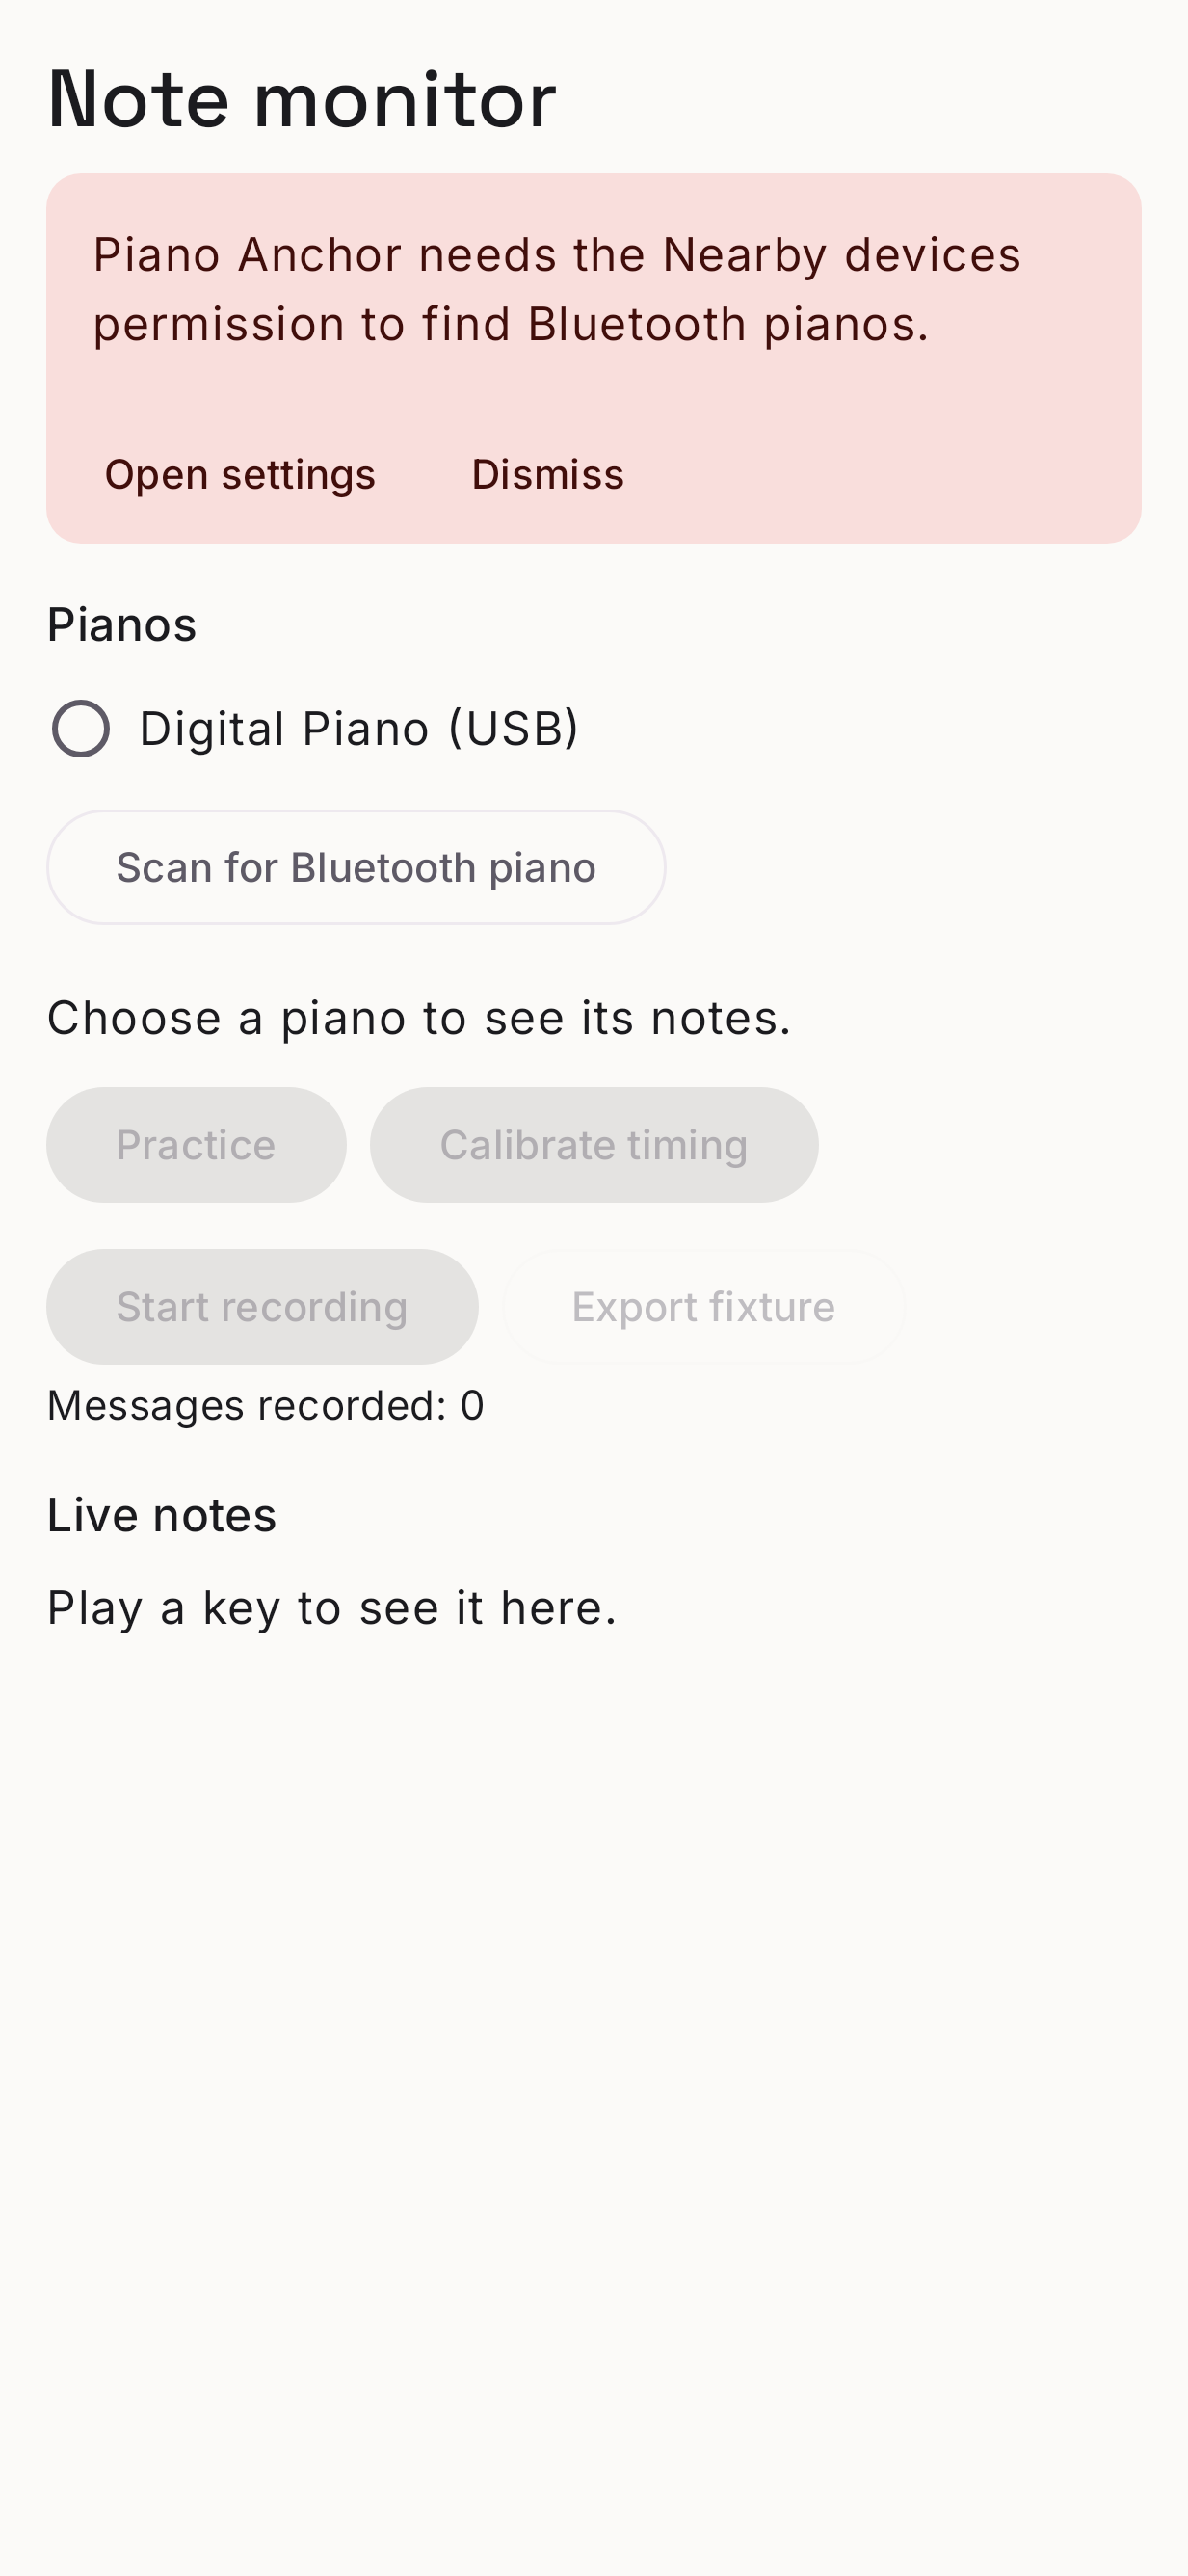 Note monitor
Piano Anchor needs the Nearby devices
permission to find Bluetooth pianos.
Open settings Dismiss
Pianos
Digital Piano (USB)
Scan for Bluetooth piano
Choose a piano to see its notes.
Practice Calibrate timing
Start recording Export fixture
Messages recorded: 0
Live notes
Play a key to see it here.